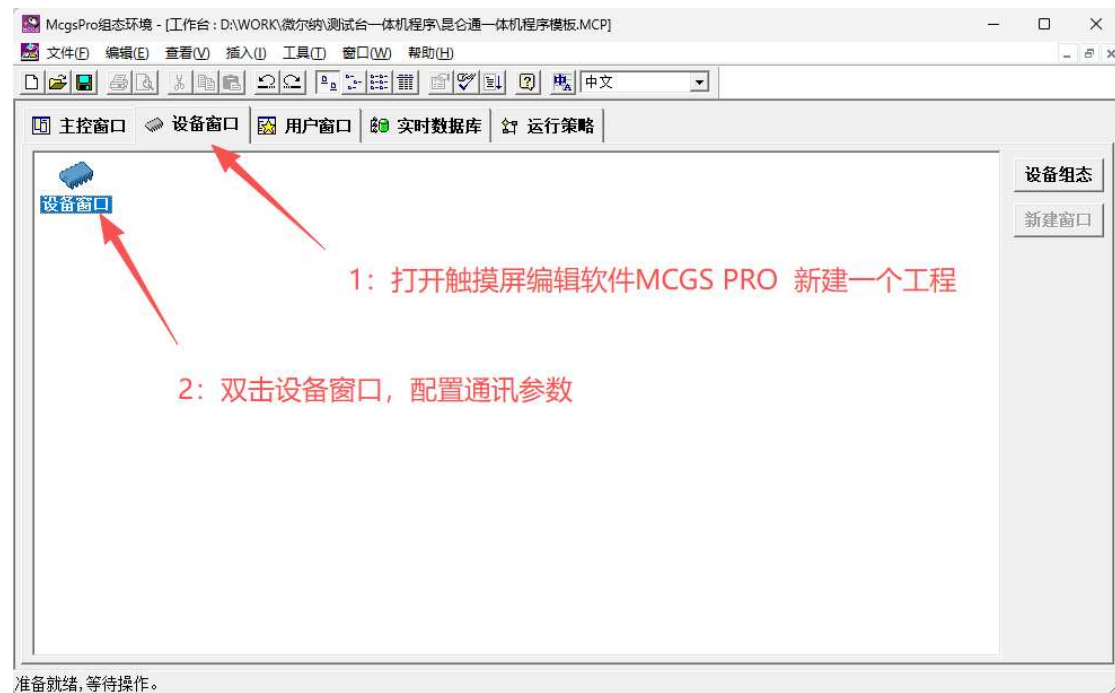 McgsPro组态环境 - [工作台 : D:\WORK\微尔纳\测试台一体机程序\昆仑通一体机程序模板.MCP]
文件(F) 编辑(E) 查看(V) 插入(I) 工具(T) 窗口(W) 帮助(H)
中文
主控窗口 设备窗口 用户窗口 实时数据库 运行策略
设备窗口
设备组态
新建窗口
1：打开触摸屏编辑软件MCGS PRO 新建一个工程
2：双击设备窗口，配置通讯参数
准备就绪,等待操作。